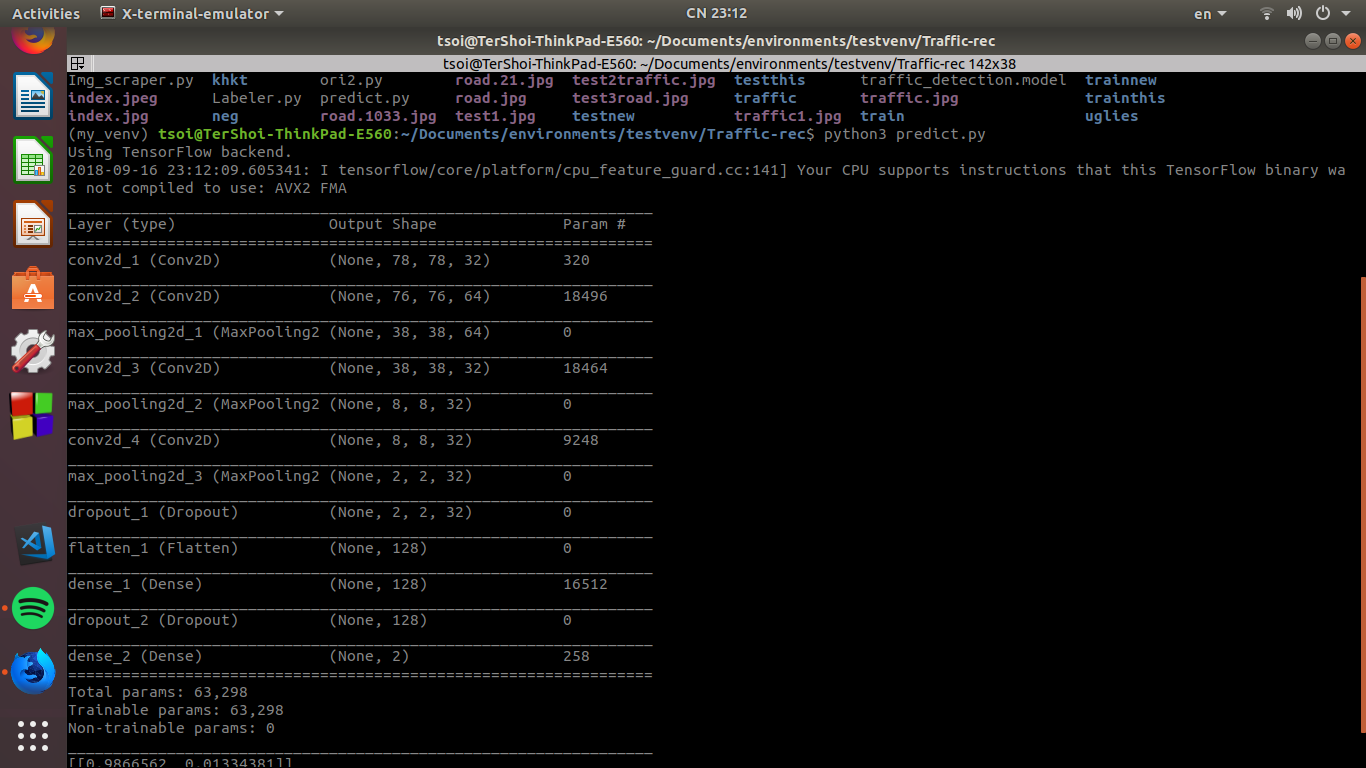 Activities X-terminal-emulator CN 23:12 en
tsoi@TerShoi-ThinkPad-E560: ~/Documents/environments/testvenv/Traffic-rec
tsoi@TerShoi-ThinkPad-E560: ~/Documents/environments/testvenv/Traffic-rec 142x38
Img_scraper.py khkt ori2.py road.21.jpg test2traffic.jpg testthis traffic_detection.model trainnew
index.jpeg Labeler.py predict.py road.jpg test3road.jpg traffic traffic.jpg trainthis
index.jpg neg road.1033.jpg test1.jpg testnew traffic1.jpg train uglies
(my_venv) tsoi@TerShoi-ThinkPad-E560:~/Documents/environments/testvenv/Traffic-rec$ python3 predict.py
Using TensorFlow backend.
2018-09-16 23:12:09.605341: I tensorflow/core/platform/cpu_feature_guard.cc:141] Your CPU supports instructions that this TensorFlow binary wa
s not compiled to use: AVX2 FMA
_________________________________________________________________
Layer (type) Output Shape Param #
=================================================================
conv2d_1 (Conv2D) (None, 78, 78, 32) 320
_________________________________________________________________
conv2d_2 (Conv2D) (None, 76, 76, 64) 18496
_________________________________________________________________
max_pooling2d_1 (MaxPooling2 (None, 38, 38, 64) 0
_________________________________________________________________
conv2d_3 (Conv2D) (None, 38, 38, 32) 18464
_________________________________________________________________
max_pooling2d_2 (MaxPooling2 (None, 8, 8, 32) 0
_________________________________________________________________
conv2d_4 (Conv2D) (None, 8, 8, 32) 9248
_________________________________________________________________
max_pooling2d_3 (MaxPooling2 (None, 2, 2, 32) 0
_________________________________________________________________
dropout_1 (Dropout) (None, 2, 2, 32) 0
_________________________________________________________________
flatten_1 (Flatten) (None, 128) 0
_________________________________________________________________
dense_1 (Dense) (None, 128) 16512
_________________________________________________________________
dropout_2 (Dropout) (None, 128) 0
_________________________________________________________________
dense_2 (Dense) (None, 2) 258
=================================================================
Total params: 63,298
Trainable params: 63,298
Non-trainable params: 0
_________________________________________________________________
[[0.9866562 0.01334381]]